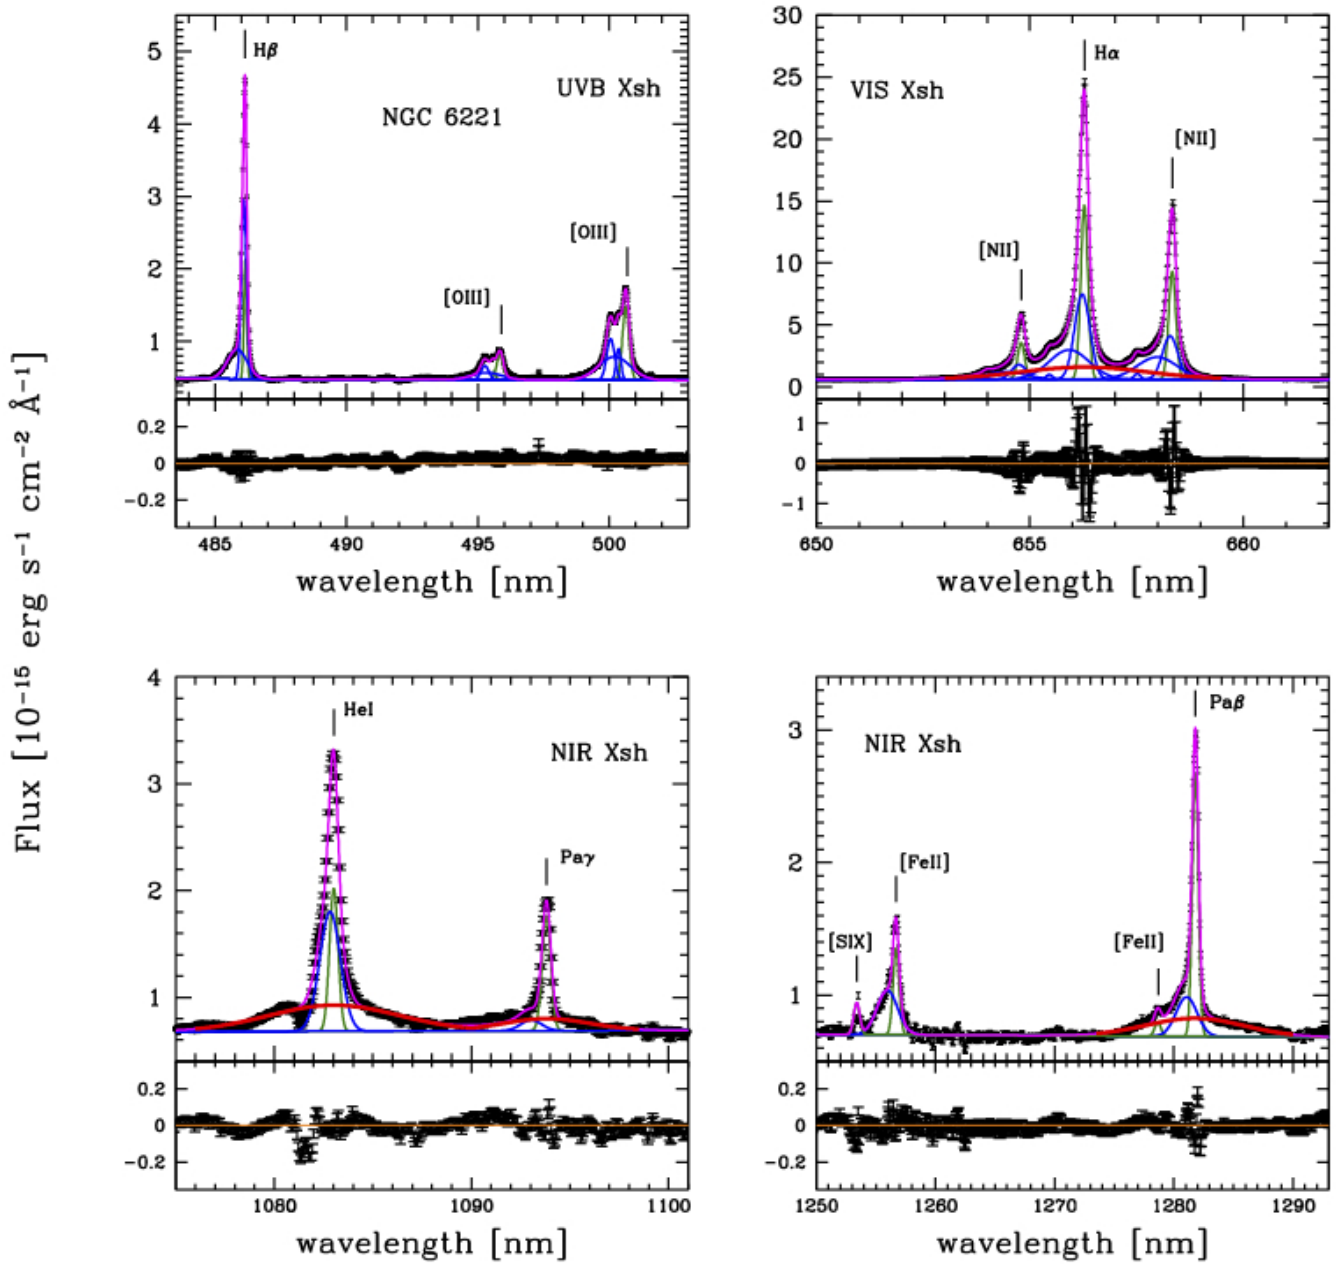 Flux [10⁻¹⁵ erg s⁻¹ cm⁻² Å⁻¹]
Hβ
UVB Xsh
NGC 6221
[OIII]
[OIII]
5
4
3
2
1
0.2
0
−0.2
485 490 495 500
wavelength [nm]
Hα
VIS Xsh
[NII]
[NII]
30
25
20
15
10
5
0
1
0
−1
650 655 660
wavelength [nm]
HeI
NIR Xsh
Paγ
4
3
2
1
0.2
0
−0.2
1080 1090 1100
wavelength [nm]
Paβ
NIR Xsh
[FeII]
[SIX]
[FeII]
3
2
1
0.2
0
−0.2
1250 1260 1270 1280 1290
wavelength [nm]